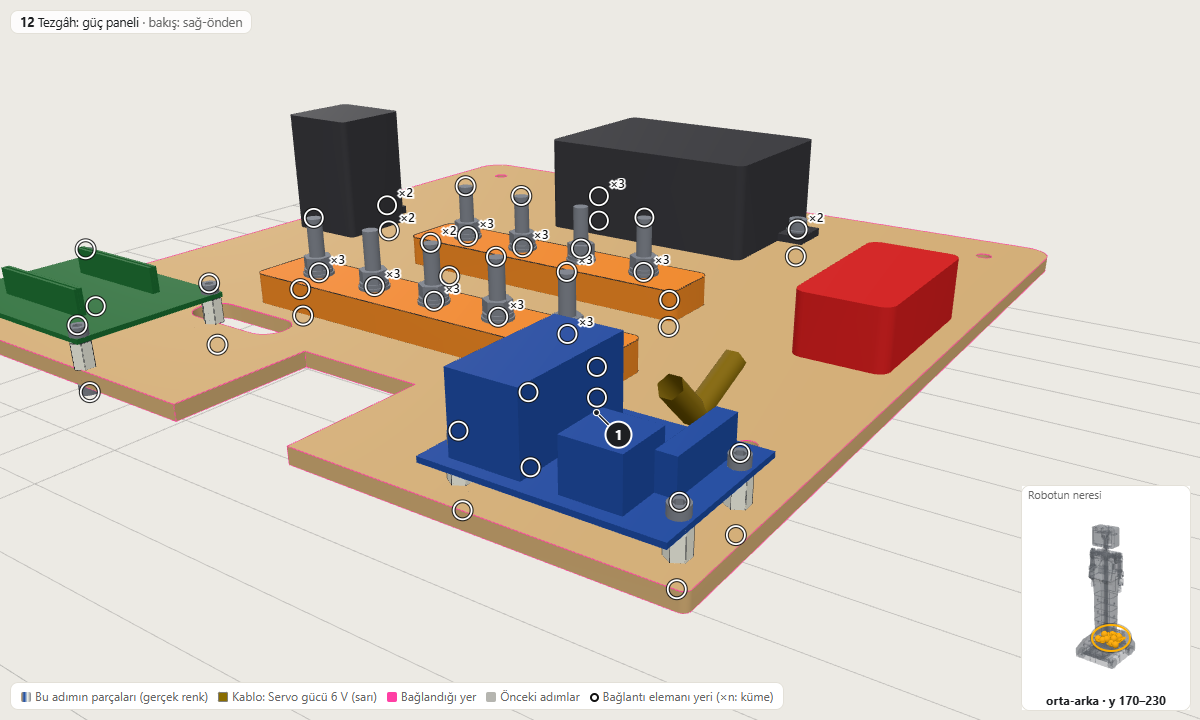 12 Tezgâh: güç paneli · bakış: sağ-önden
×3
×2
×2
×2
×3
×3
×3
×3
×3
×3
×3
×3
×3
×2
1
Robotun neresi
orta-arka · y 170–230
Bu adımın parçaları (gerçek renk)
Kablo: Servo gücü 6 V (sarı)
Bağlandığı yer
Önceki adımlar
Bağlantı elemanı yeri (×n: küme)